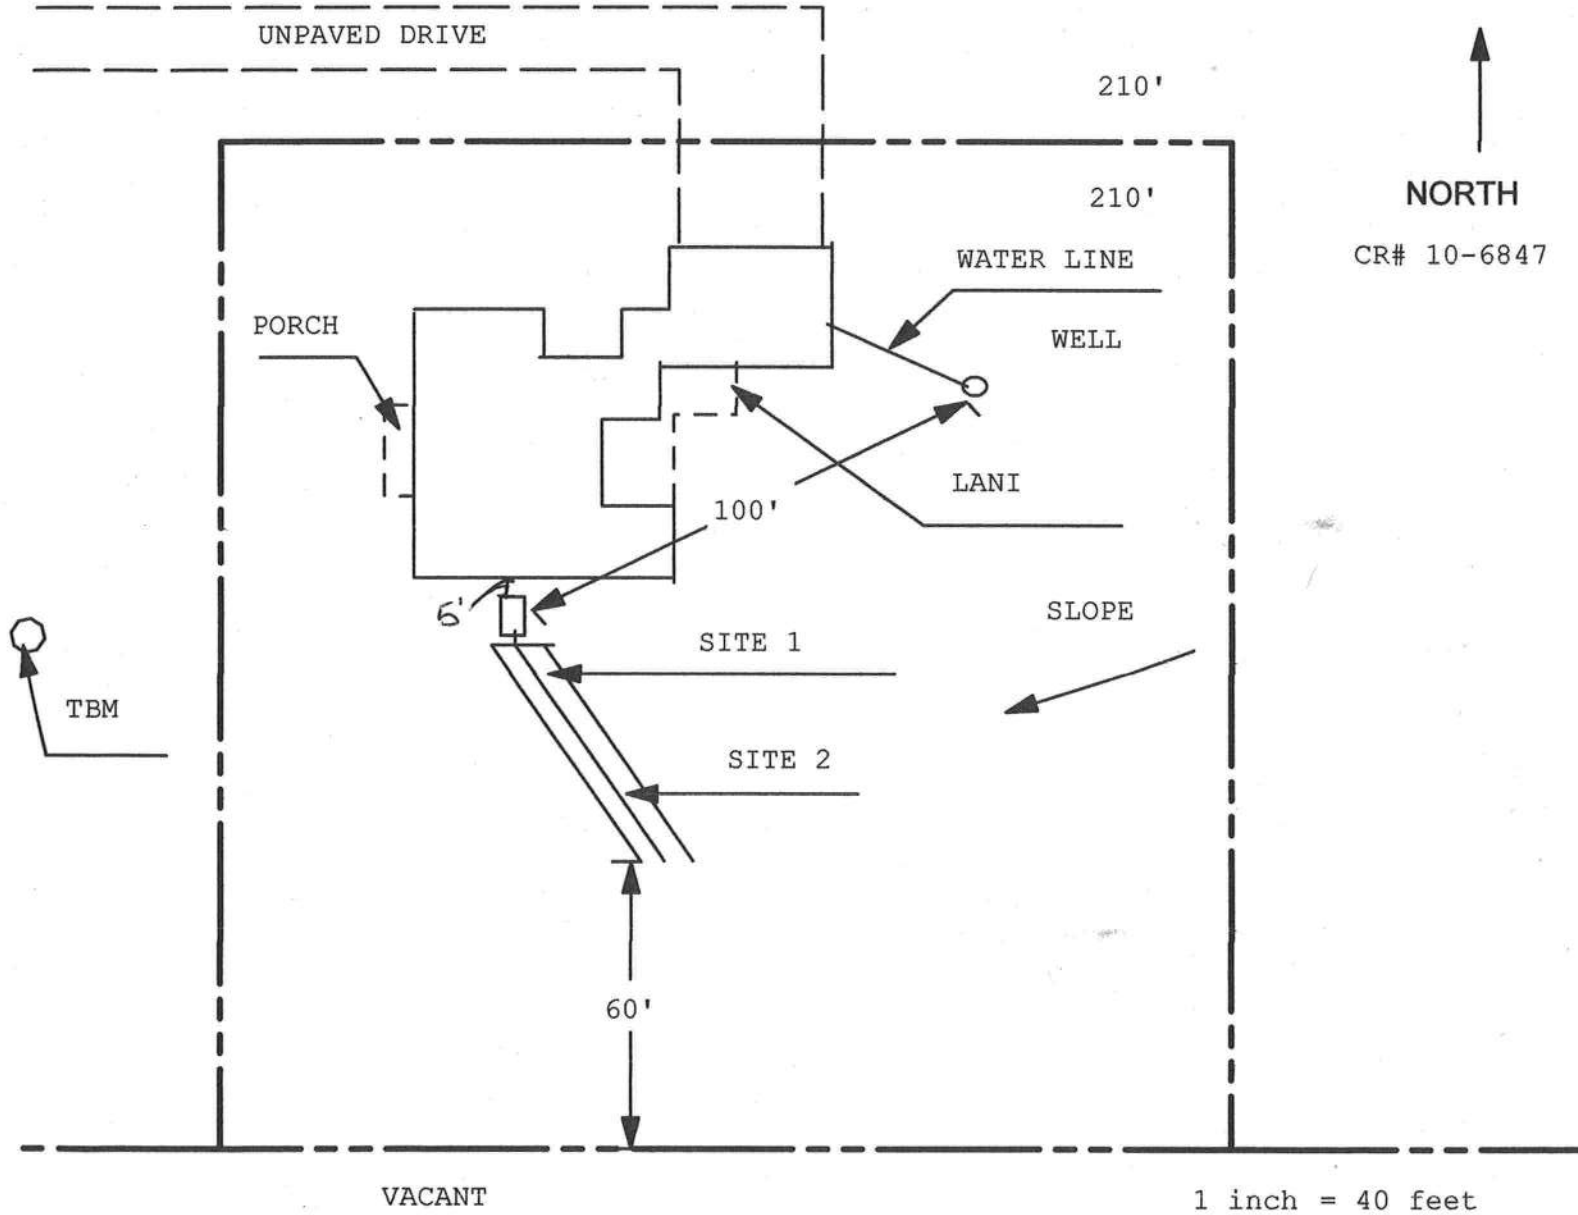 UNPAVED DRIVE
210'
210'
NORTH
CR# 10-6847
WATER LINE
PORCH
WELL
LANI
100'
5'
SLOPE
SITE 1
TBM
SITE 2
60'
VACANT
1 inch = 40 feet